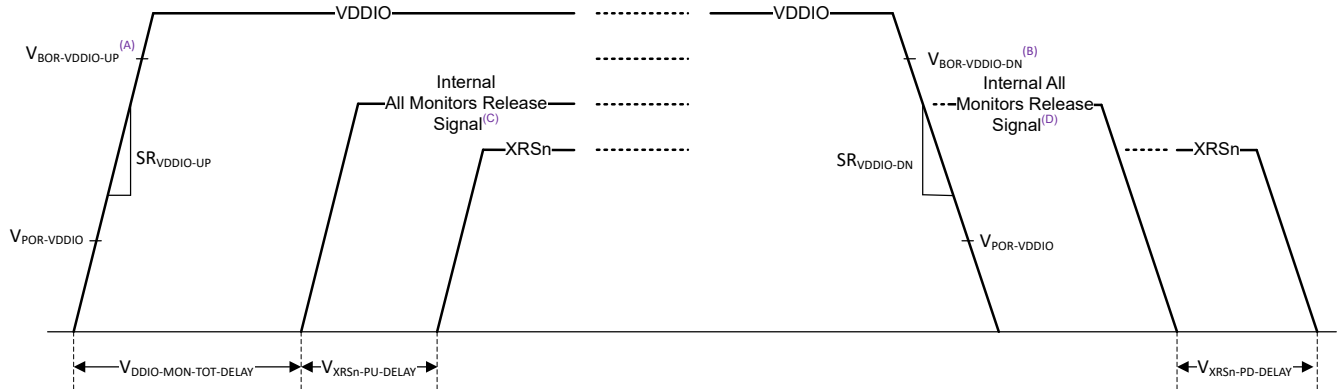 VDDIO
VDDIO
VBOR-VDDIO-UP(A)
VBOR-VDDIO-DN(B)
Internal
All Monitors Release
Signal(C)
Internal All
Monitors Release
Signal(D)
SRVDDIO-UP
XRSn
SRVDDIO-DN
XRSn
VPOR-VDDIO
VPOR-VDDIO
VDDIO-MON-TOT-DELAY
VXRSn-PU-DELAY
VXRSn-PD-DELAY